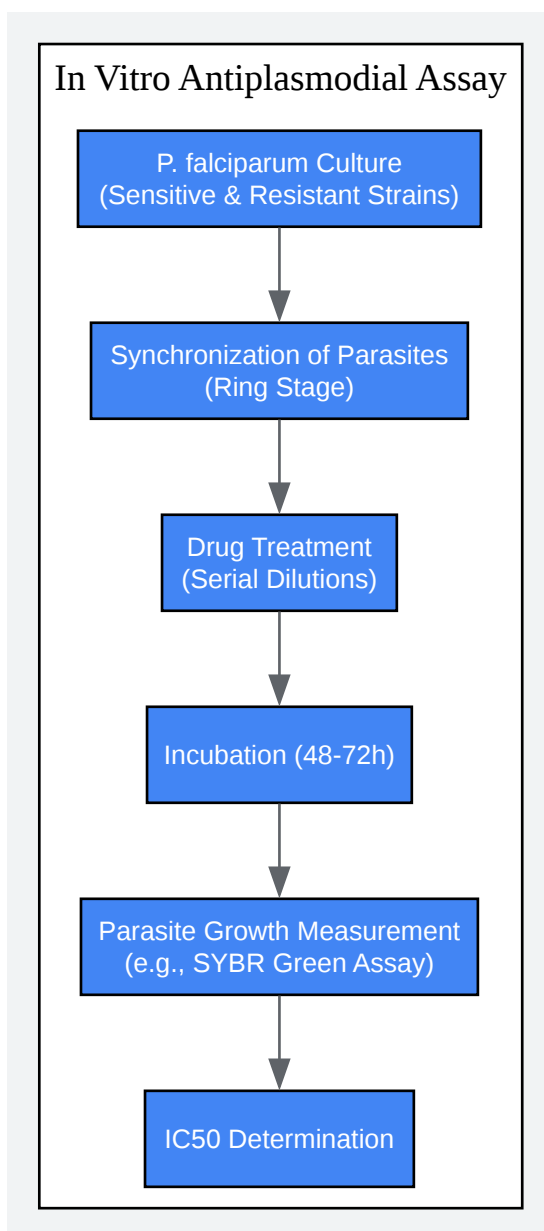 In Vitro Antiplasmodial Assay
P. falciparum Culture
(Sensitive & Resistant Strains)
Synchronization of Parasites
(Ring Stage)
Drug Treatment
(Serial Dilutions)
Incubation (48-72h)
Parasite Growth Measurement
(e.g., SYBR Green Assay)
IC50 Determination